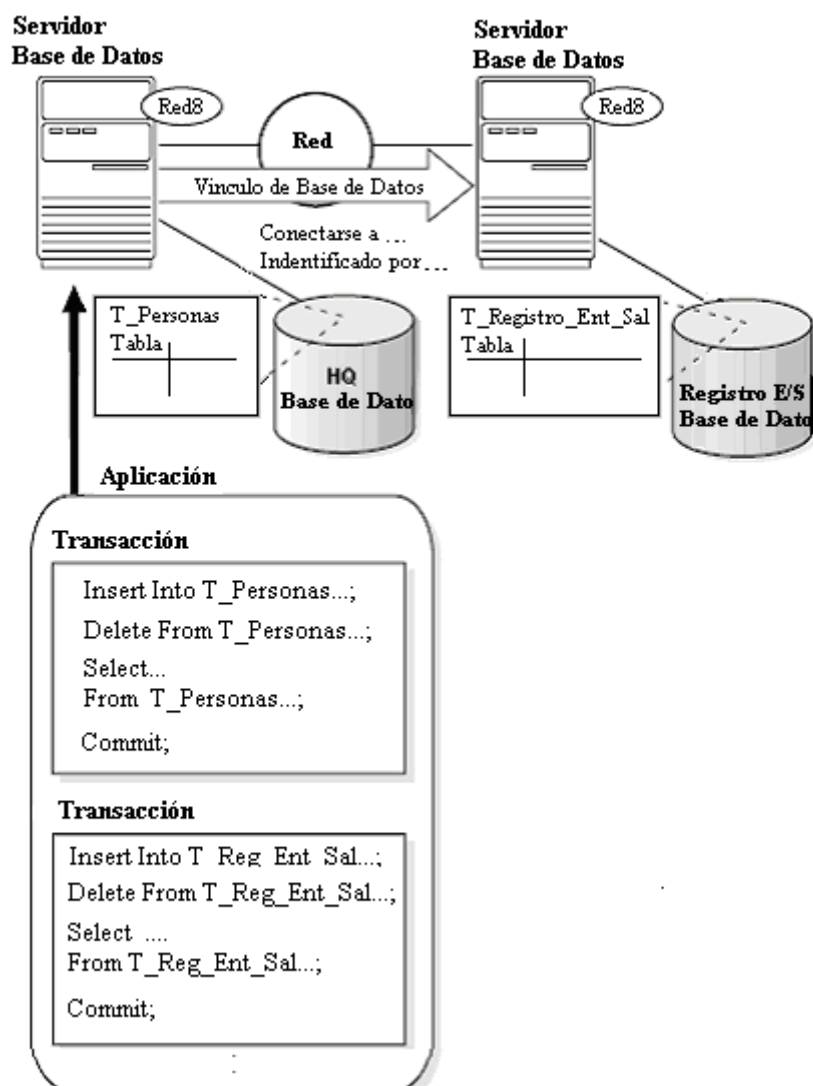 Servidor
Base de Datos
Servidor
Base de Datos
Red8
Red8
Red
Vinculo de Base de Datos
Conectarse a ...
Indentificado por ...
T_Personas
Tabla
HQ
Base de Dato
T_Registro_Ent_Sal
Tabla
Registro E/S
Base de Dato
Aplicación
Transacción
Insert Into T_Personas...;
Delete From T_Personas...;
Select...
From T_Personas...;
Commit;
Transacción
Insert Into T_Reg_Ent_Sal...;
Delete From T_Reg_Ent_Sal...;
Select ....
From T_Reg_Ent_Sal...;
Commit;